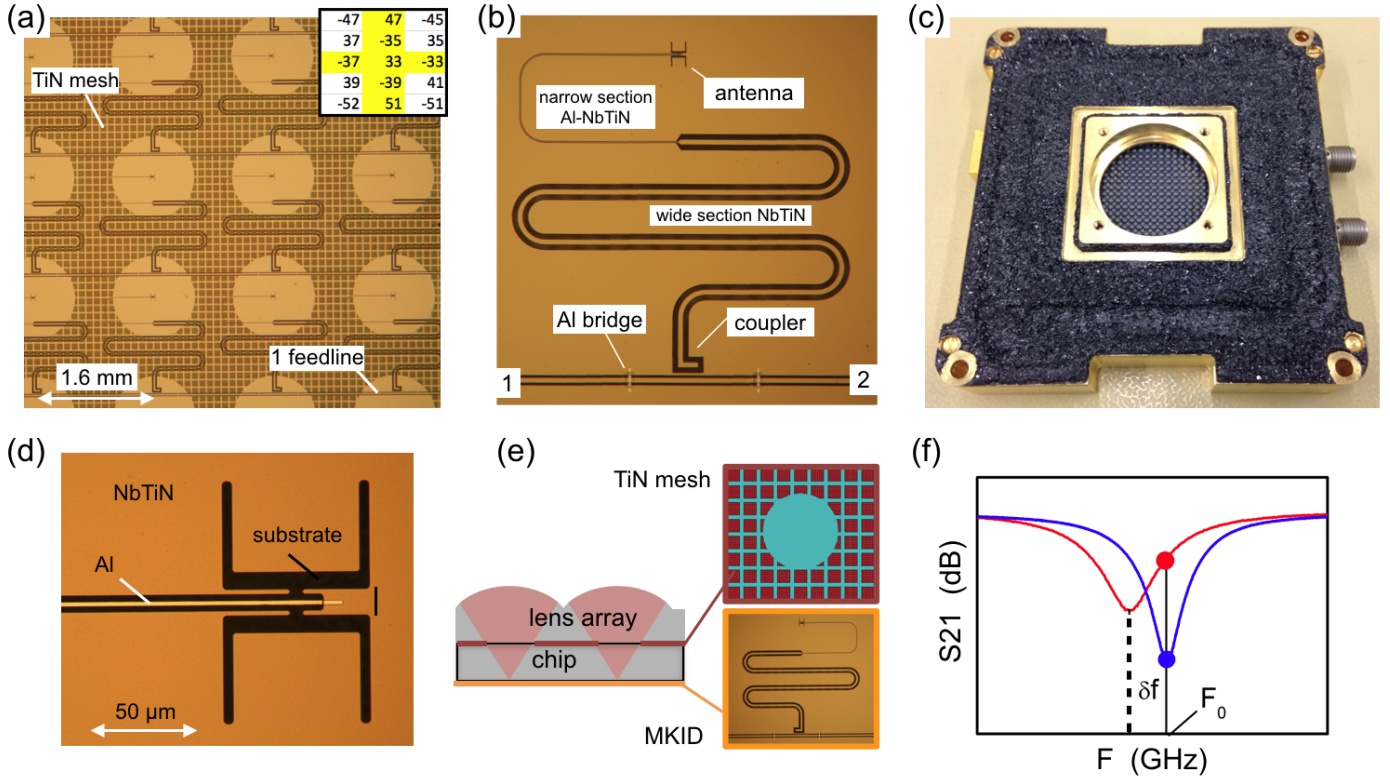 (a)
-47 47 -45
37 -35 35
-37 33 -33
39 -39 41
-52 51 -51
TiN mesh
1 feedline
1.6 mm
(b)
antenna
narrow section
Al-NbTiN
wide section NbTiN
Al bridge
coupler
1
2
(c)
(d)
NbTiN
substrate
Al
50 µm
(e)
TiN mesh
lens array
chip
MKID
(f)
S21 (dB)
δf
F0
F (GHz)